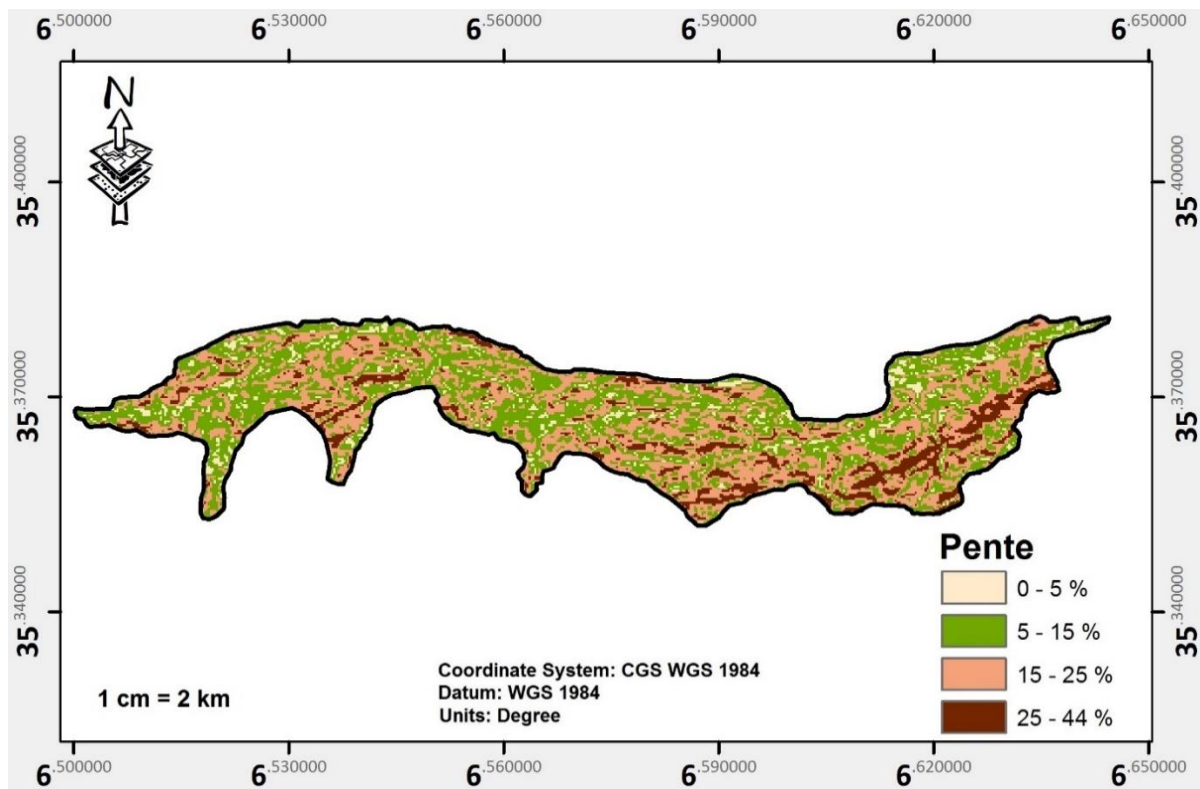 6.500000 6.530000 6.560000 6.590000 6.620000 6.650000
N
35.400000 35.400000
35.370000 35.370000
35.340000 35.340000
Pente
0 - 5 %
5 - 15 %
15 - 25 %
25 - 44 %
Coordinate System: CGS WGS 1984
Datum: WGS 1984
Units: Degree
1 cm = 2 km
6.500000 6.530000 6.560000 6.590000 6.620000 6.650000